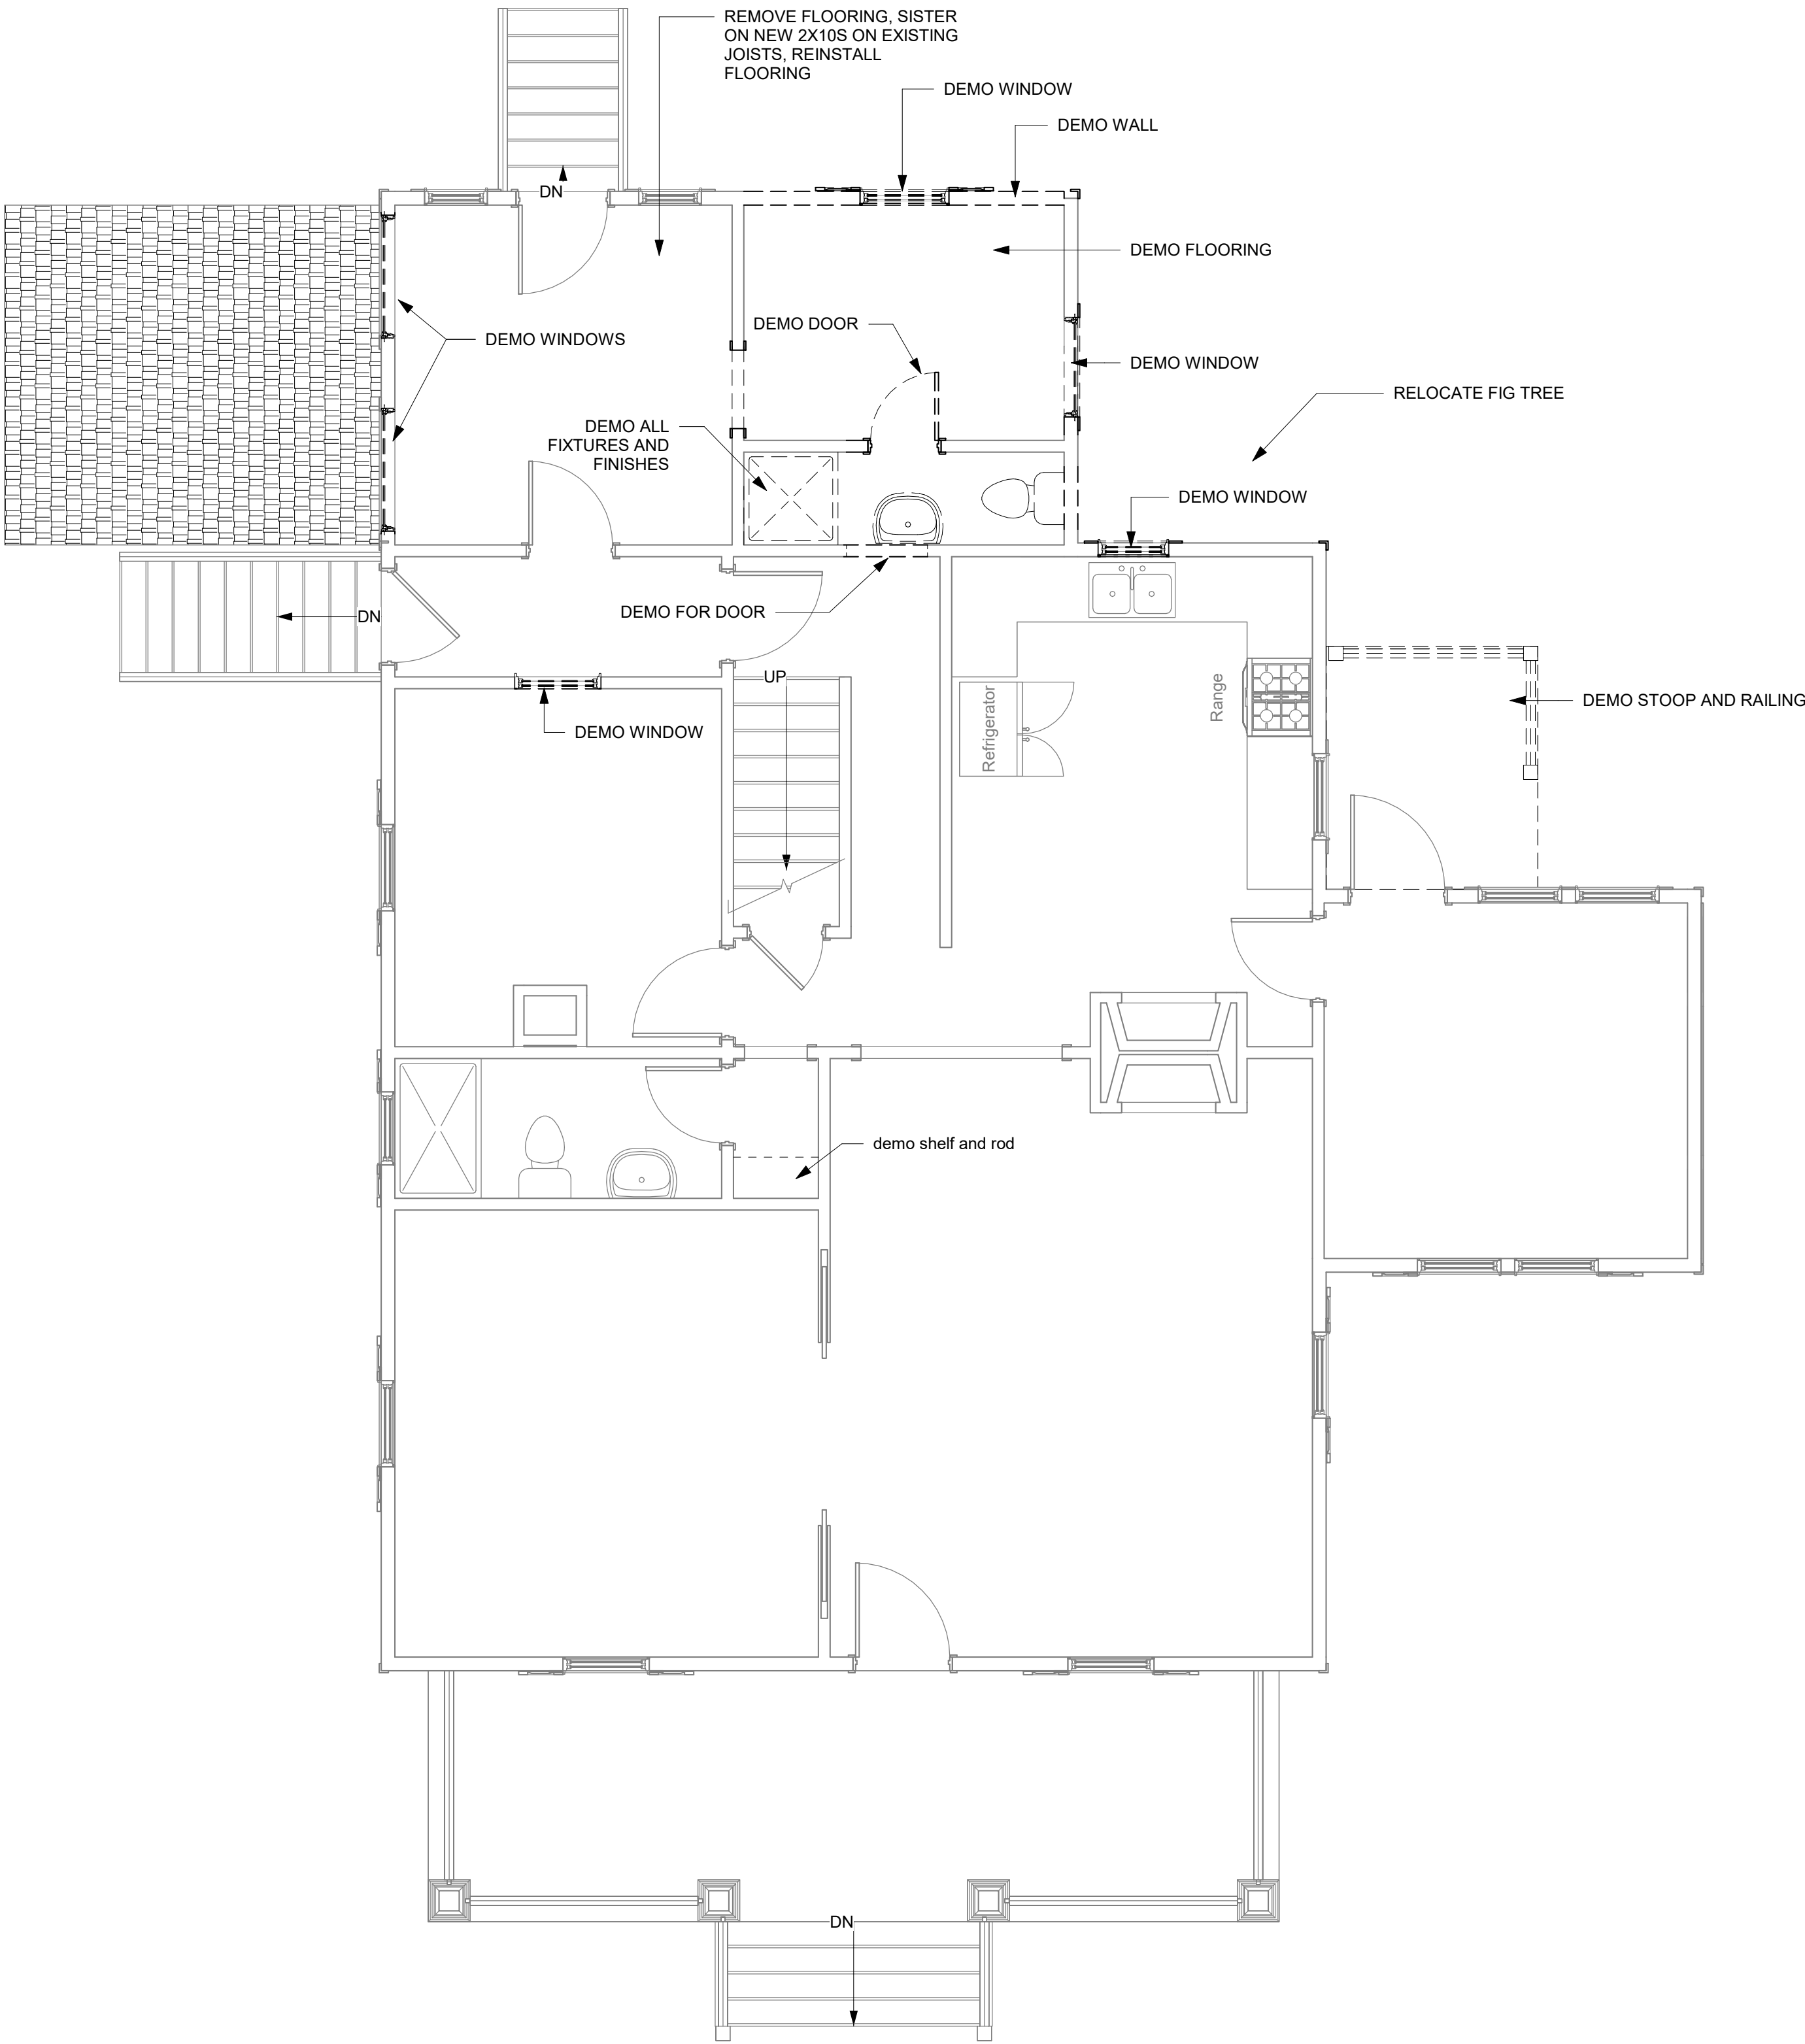 REMOVE FLOORING, SISTER
ON NEW 2X10S ON EXISTING
JOISTS, REINSTALL
FLOORING
DEMO WINDOW
DEMO WALL
DN
DEMO FLOORING
DEMO DOOR
DEMO WINDOWS
DEMO WINDOW
RELOCATE FIG TREE
DEMO ALL
FIXTURES AND
FINISHES
DEMO WINDOW
DN
DEMO FOR DOOR
UP
Refrigerator
Range
DEMO STOOP AND RAILING
DEMO WINDOW
demo shelf and rod
DN